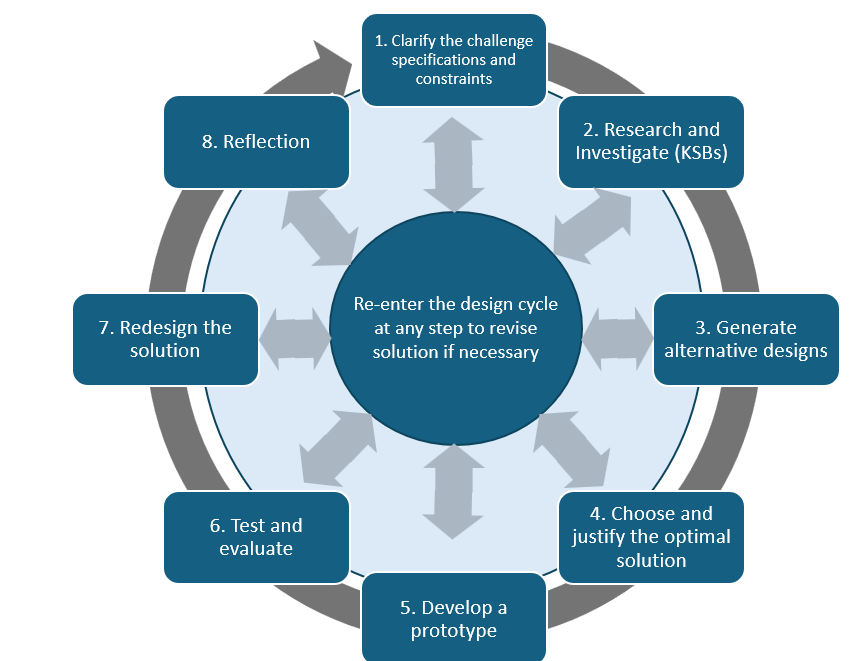 1. Clarify the challenge
specifications and
constraints
2. Research and
Investigate (KSBs)
3. Generate
alternative designs
4. Choose and
justify the optimal
solution
5. Develop a
prototype
6. Test and
evaluate
7. Redesign the
solution
8. Reflection
Re-enter the design cycle
at any step to revise
solution if necessary